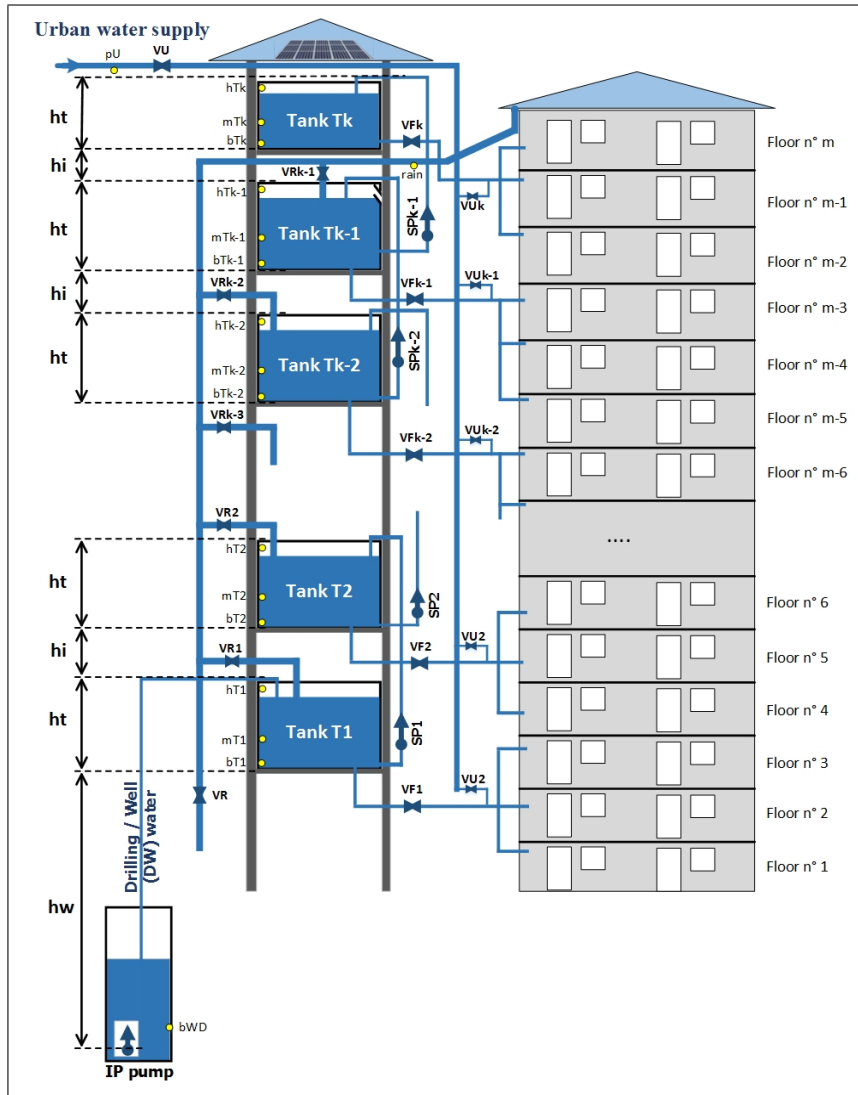 Urban water supply
pU
VU
ht
hTk
mTk
bTk
Tank Tk
VFk
hi
VRk-1
rain
ht
hTk-1
mTk-1
bTk-1
Tank Tk-1
SPk-1
VUk
hi
VRk-2
VFk-1
VUk-1
ht
hTk-2
mTk-2
bTk-2
Tank Tk-2
SPk-2
VRk-3
VFk-2
VUk-2
VR2
ht
hT2
mT2
bT2
Tank T2
SP2
hi
VR1
VF2
VU2
ht
hT1
mT1
bT1
Tank T1
SP1
VR
VF1
VU2
Drilling / Well
(DW) water
hw
bWD
IP pump
Floor n° m
Floor n° m-1
Floor n° m-2
Floor n° m-3
Floor n° m-4
Floor n° m-5
Floor n° m-6
....
Floor n° 6
Floor n° 5
Floor n° 4
Floor n° 3
Floor n° 2
Floor n° 1